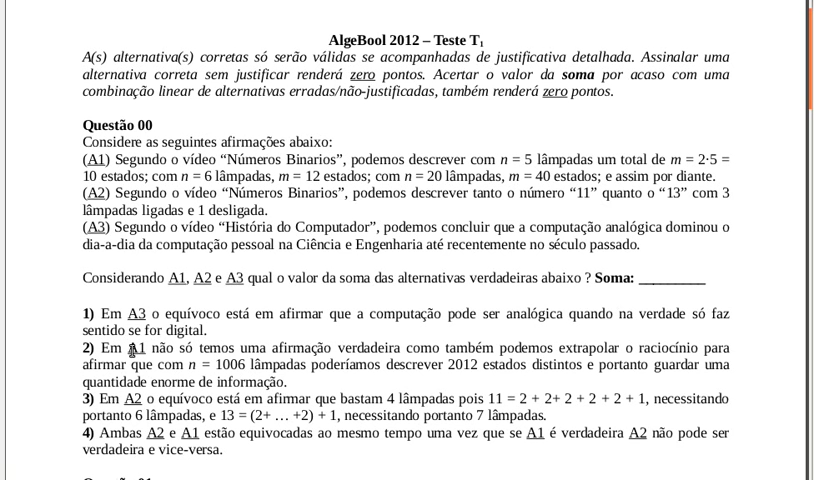 AlgeBool 2012 – Teste T1
A(s) alternativa(s) corretas só serão válidas se acompanhadas de justificativa detalhada. Assinalar uma
alternativa correta sem justificar renderá zero pontos. Acertar o valor da soma por acaso com uma
combinação linear de alternativas erradas/não-justificadas, também renderá zero pontos.
Questão 00
Considere as seguintes afirmações abaixo:
(A1) Segundo o vídeo “Números Binarios”, podemos descrever com n = 5 lâmpadas um total de m = 2·5 =
10 estados; com n = 6 lâmpadas, m = 12 estados; com n = 20 lâmpadas, m = 40 estados; e assim por diante.
(A2) Segundo o vídeo “Números Binarios”, podemos descrever tanto o número “11” quanto o “13” com 3
lâmpadas ligadas e 1 desligada.
(A3) Segundo o vídeo “História do Computador”, podemos concluir que a computação analógica dominou o
dia-a-dia da computação pessoal na Ciência e Engenharia até recentemente no século passado.
Considerando A1, A2 e A3 qual o valor da soma das alternativas verdadeiras abaixo ? Soma: _________
1) Em A3 o equívoco está em afirmar que a computação pode ser analógica quando na verdade só faz
sentido se for digital.
2) Em A1 não só temos uma afirmação verdadeira como também podemos extrapolar o raciocínio para
afirmar que com n = 1006 lâmpadas poderíamos descrever 2012 estados distintos e portanto guardar uma
quantidade enorme de informação.
3) Em A2 o equívoco está em afirmar que bastam 4 lâmpadas pois 11 = 2 + 2+ 2 + 2 + 2 + 1, necessitando
portanto 6 lâmpadas, e 13 = (2+ … +2) + 1, necessitando portanto 7 lâmpadas.
4) Ambas A2 e A1 estão equivocadas ao mesmo tempo uma vez que se A1 é verdadeira A2 não pode ser
verdadeira e vice-versa.